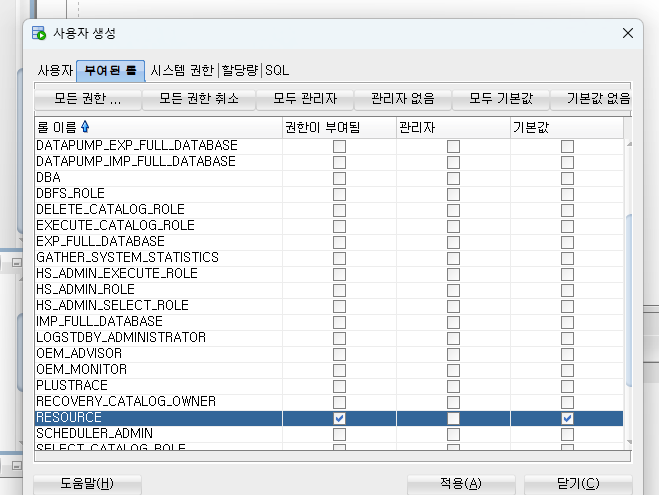 사용자 생성
사용자 부여된 롤 시스템 권한 할당량 SQL
모든 권한 ... 모든 권한 취소 모두 관리자 관리자 없음 모두 기본값 기본값 없음
롤 이름 권한이 부여됨 관리자 기본값
DATAPUMP_EXP_FULL_DATABASE
DATAPUMP_IMP_FULL_DATABASE
DBA
DBFS_ROLE
DELETE_CATALOG_ROLE
EXECUTE_CATALOG_ROLE
EXP_FULL_DATABASE
GATHER_SYSTEM_STATISTICS
HS_ADMIN_EXECUTE_ROLE
HS_ADMIN_ROLE
HS_ADMIN_SELECT_ROLE
IMP_FULL_DATABASE
LOGSTDBY_ADMINISTRATOR
OEM_ADVISOR
OEM_MONITOR
PLUSTRACE
RECOVERY_CATALOG_OWNER
RESOURCE
SCHEDULER_ADMIN
SELECT_CATALOG_ROLE
도움말(H) 적용(A) 닫기(C)